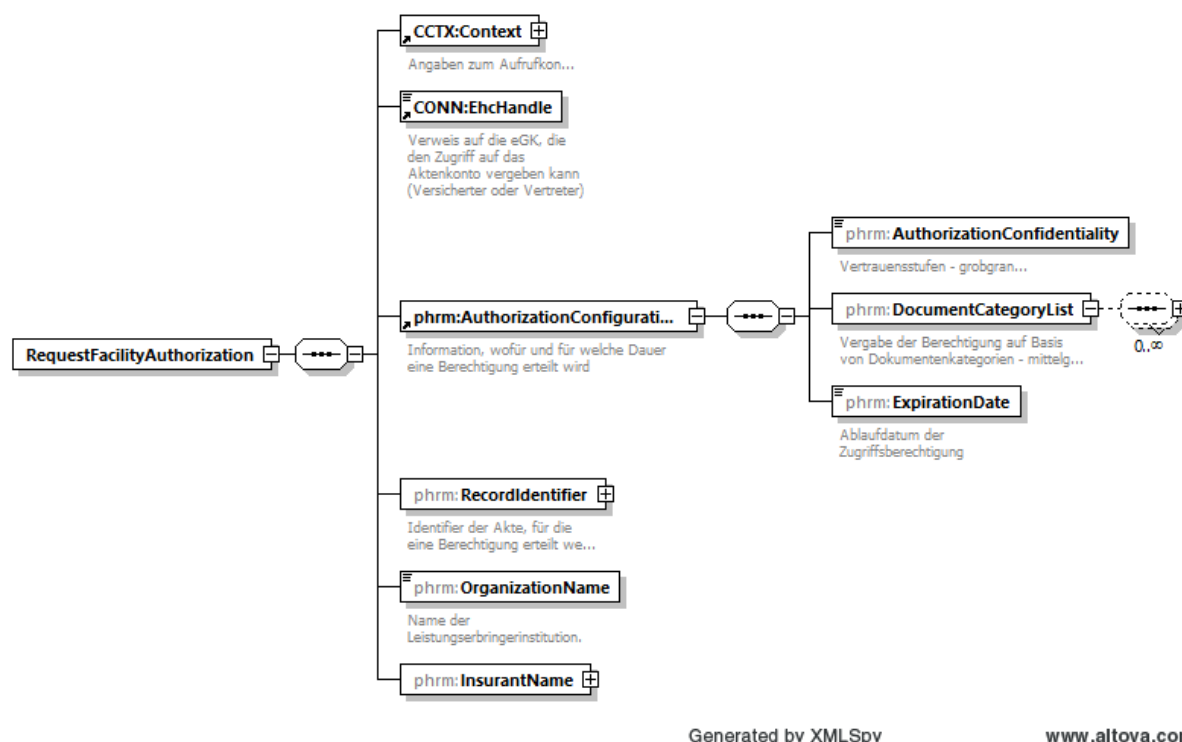 CCTX:Context
Angaben zum Aufrufkon...
CONN:EhcHandle
Verweis auf die eGK, die
den Zugriff auf das
Aktenkonto vergeben kann
(Versicherter oder Vertreter)
RequestFacilityAuthorization
phrm:AuthorizationConfigurati...
Information, wofür und für welche Dauer
eine Berechtigung erteilt wird
phrm:AuthorizationConfidentiality
Vertrauensstufen - grobgran...
phrm:DocumentCategoryList
Vergabe der Berechtigung auf Basis
von Dokumentenkategorien - mittelg...
0..∞
phrm:ExpirationDate
Ablaufdatum der
Zugriffsberechtigung
phrm:RecordIdentifier
Identifier der Akte, für die
eine Berechtigung erteilt we...
phrm:OrganizationName
Name der
Leistungserbringerinstitution.
phrm:InsurantName
Generated by XMLSpy
www.altova.com